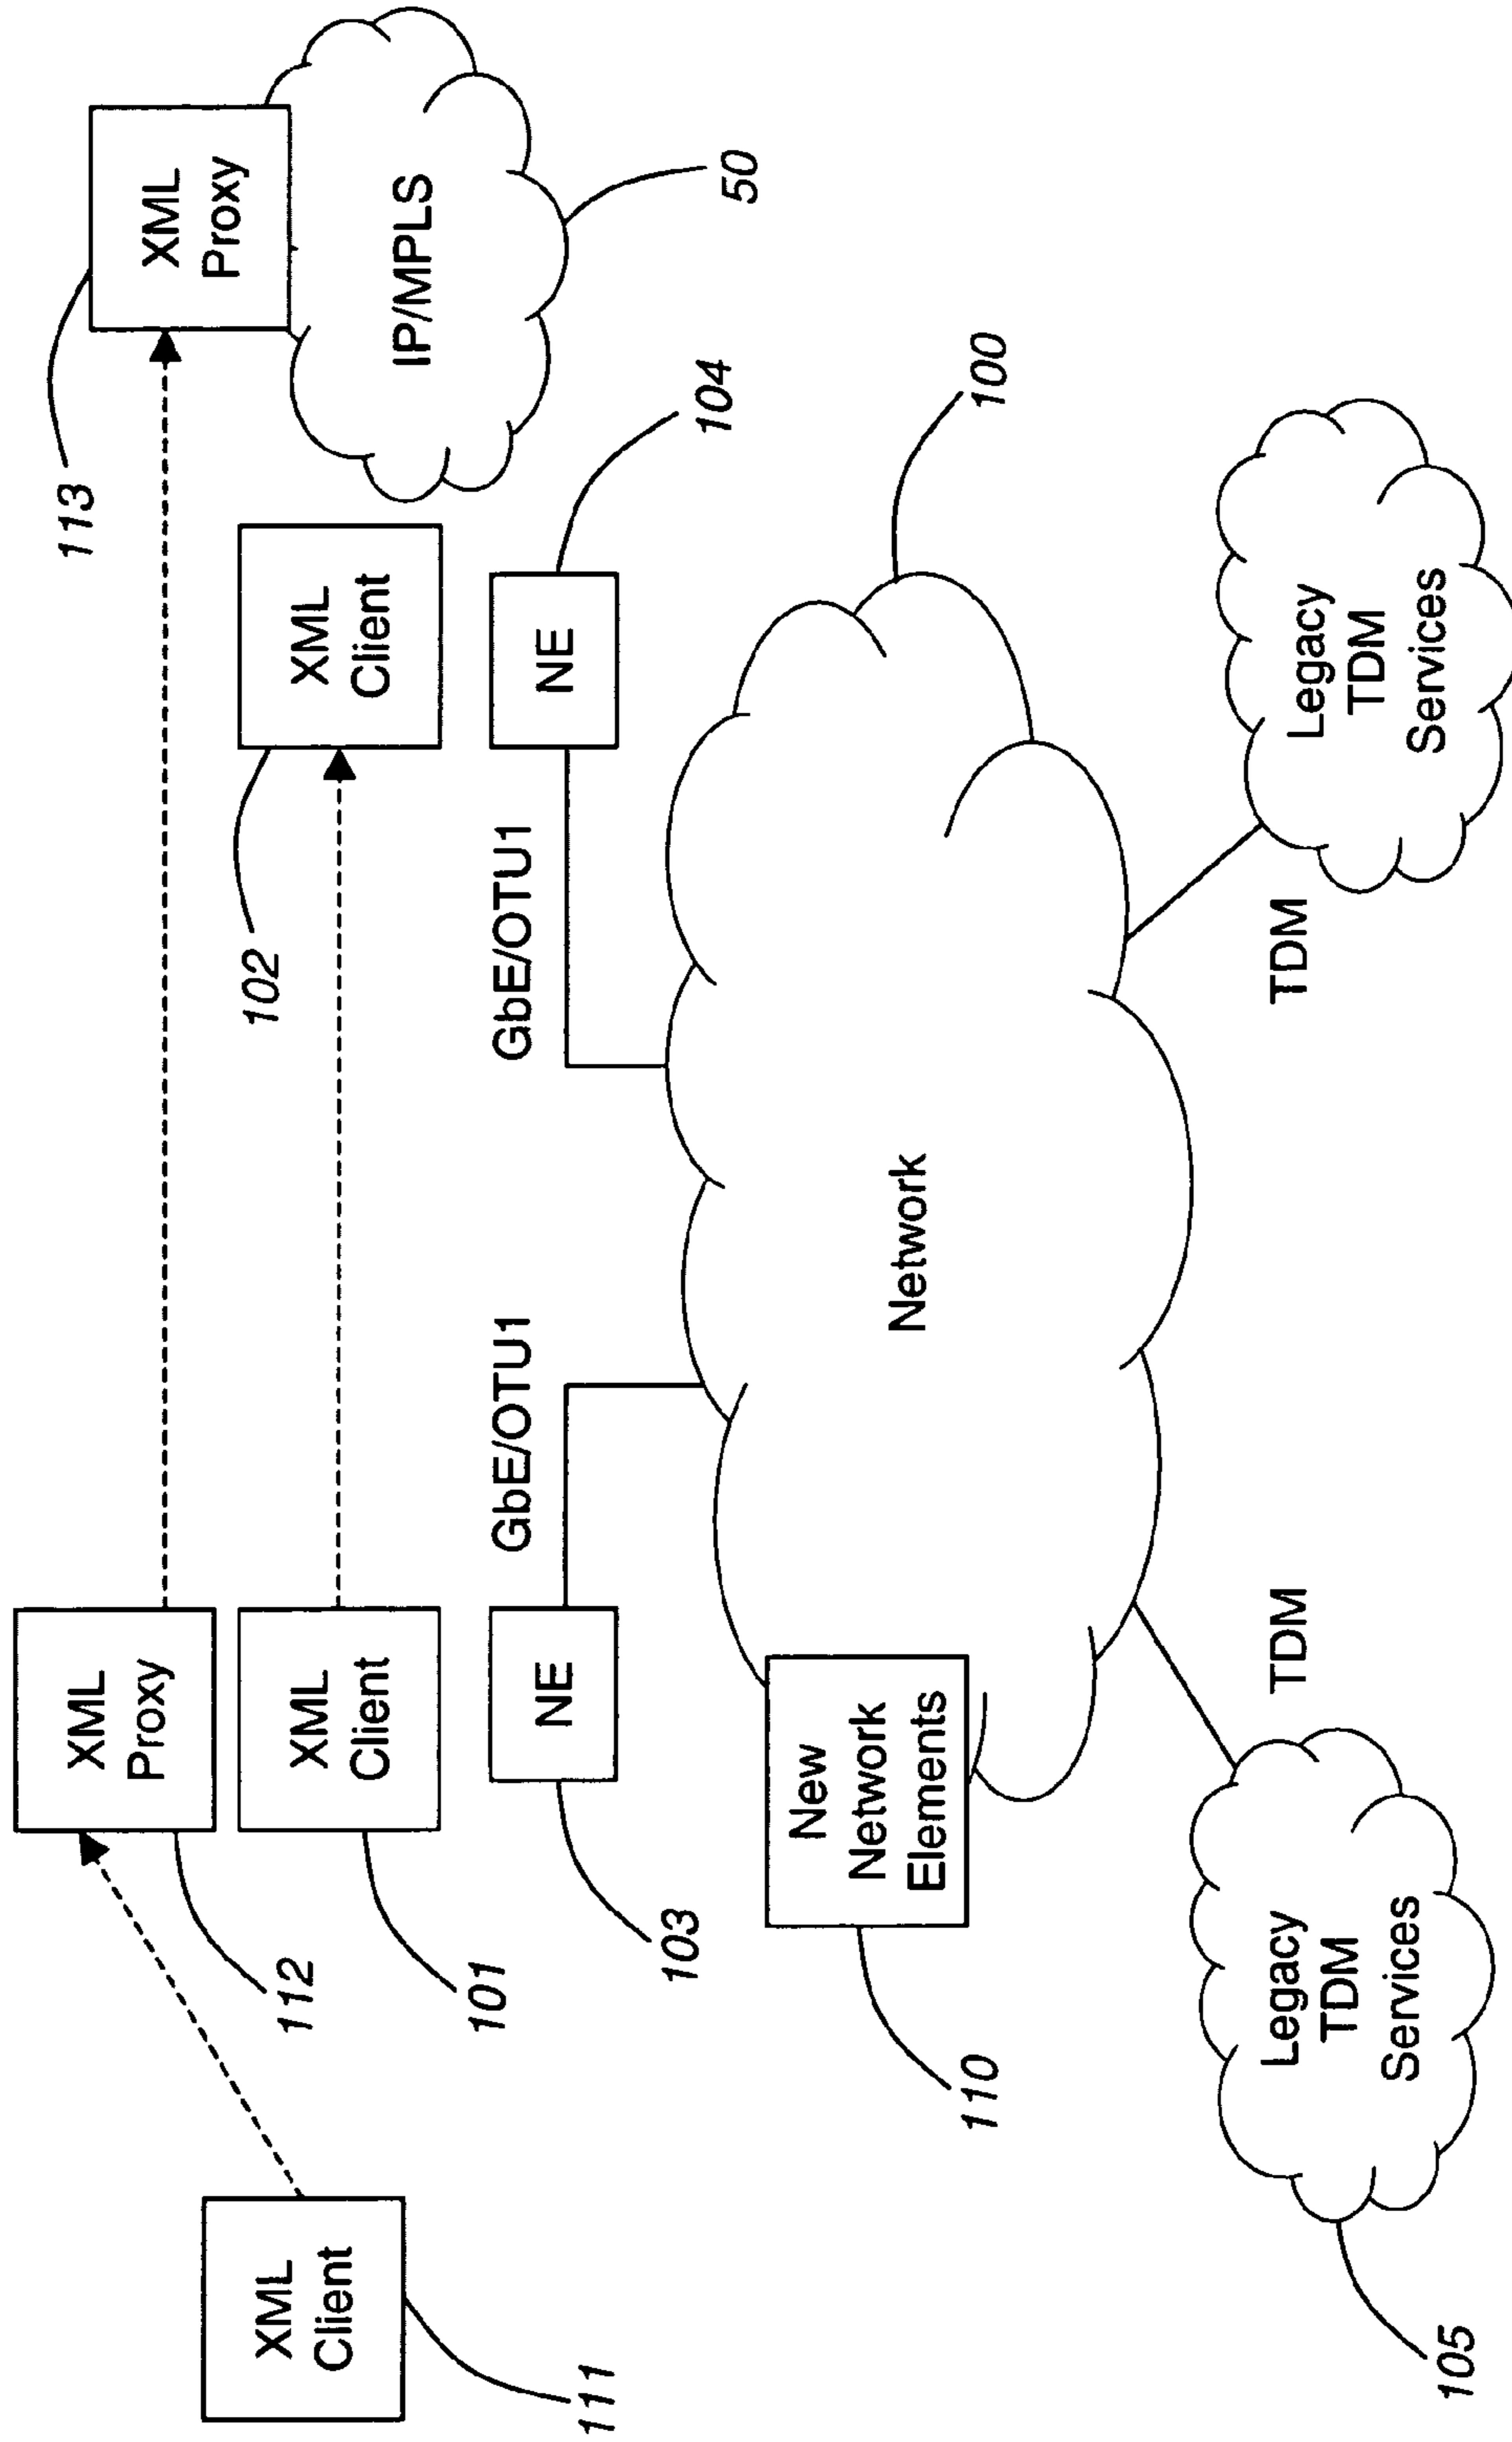 XML
Client
111
XML
Proxy
112
XML
Client
101
NE
103
GbE/OTU1
GbE/OTU1
XML
Proxy
113
XML
Client
102
IP/MPLS
50
NE
104
New
Network
Elements
110
Network
100
Legacy
TDM
Services
105
TDM
TDM
Legacy
TDM
Services